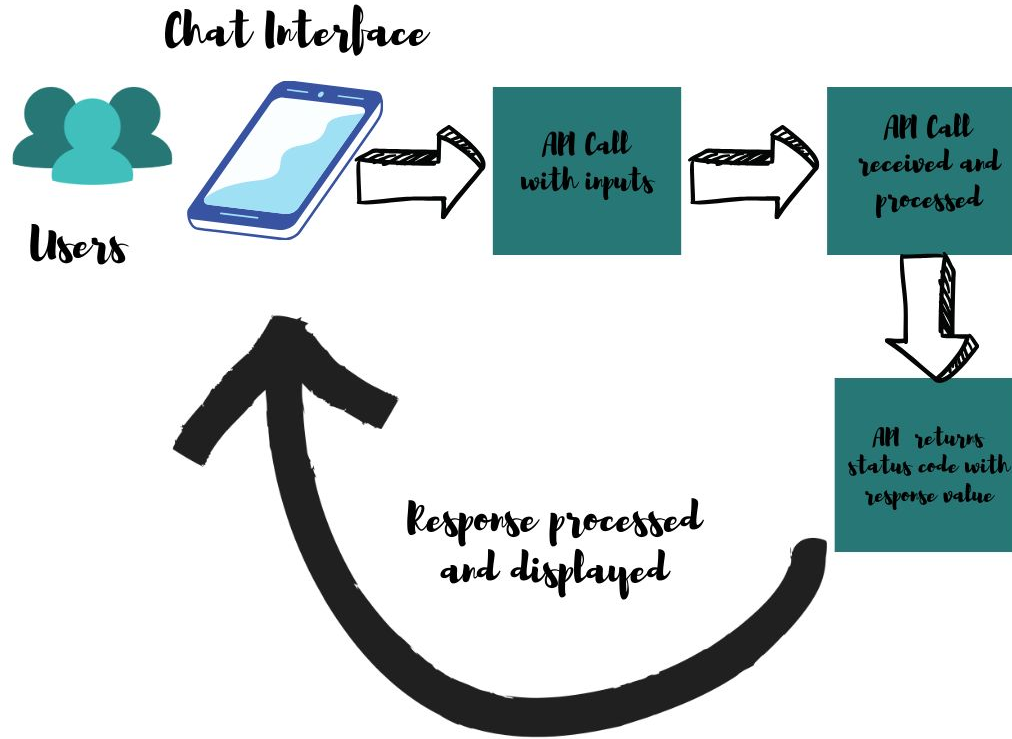 Chat Interface
Users
API Call
with inputs
API Call
received and
processed
API returns
status code with
response value
Response processed
and displayed